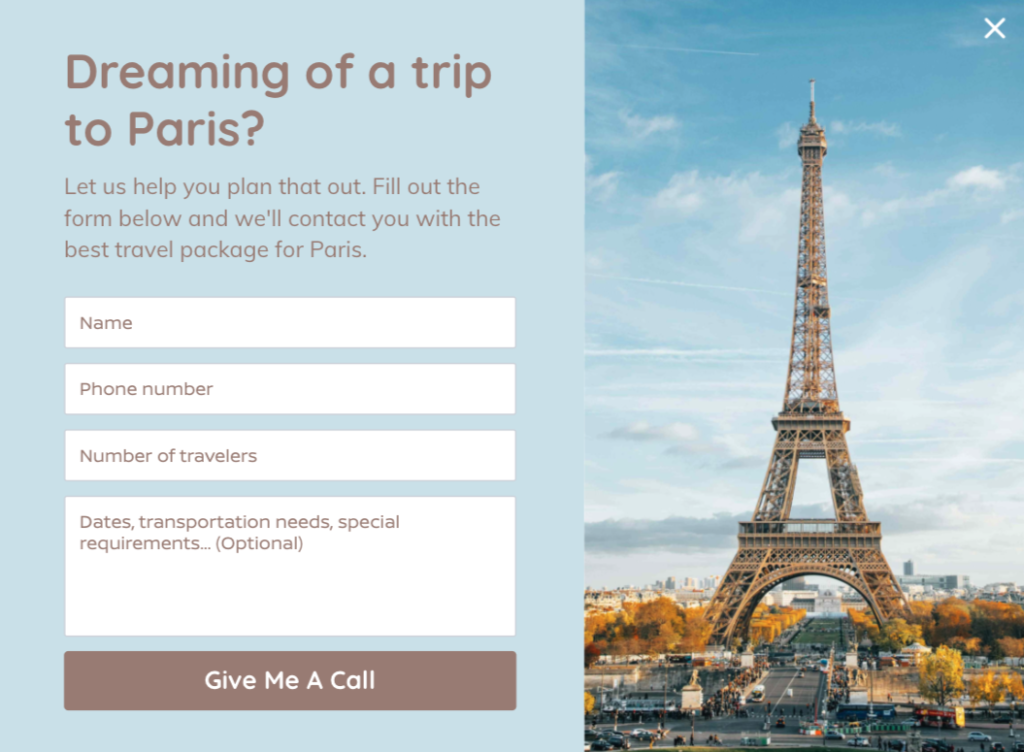 Dreaming of a trip
to Paris?
Let us help you plan that out. Fill out the
form below and we'll contact you with the
best travel package for Paris.
Name
Phone number
Number of travelers
Dates, transportation needs, special
requirements... (Optional)
Give Me A Call